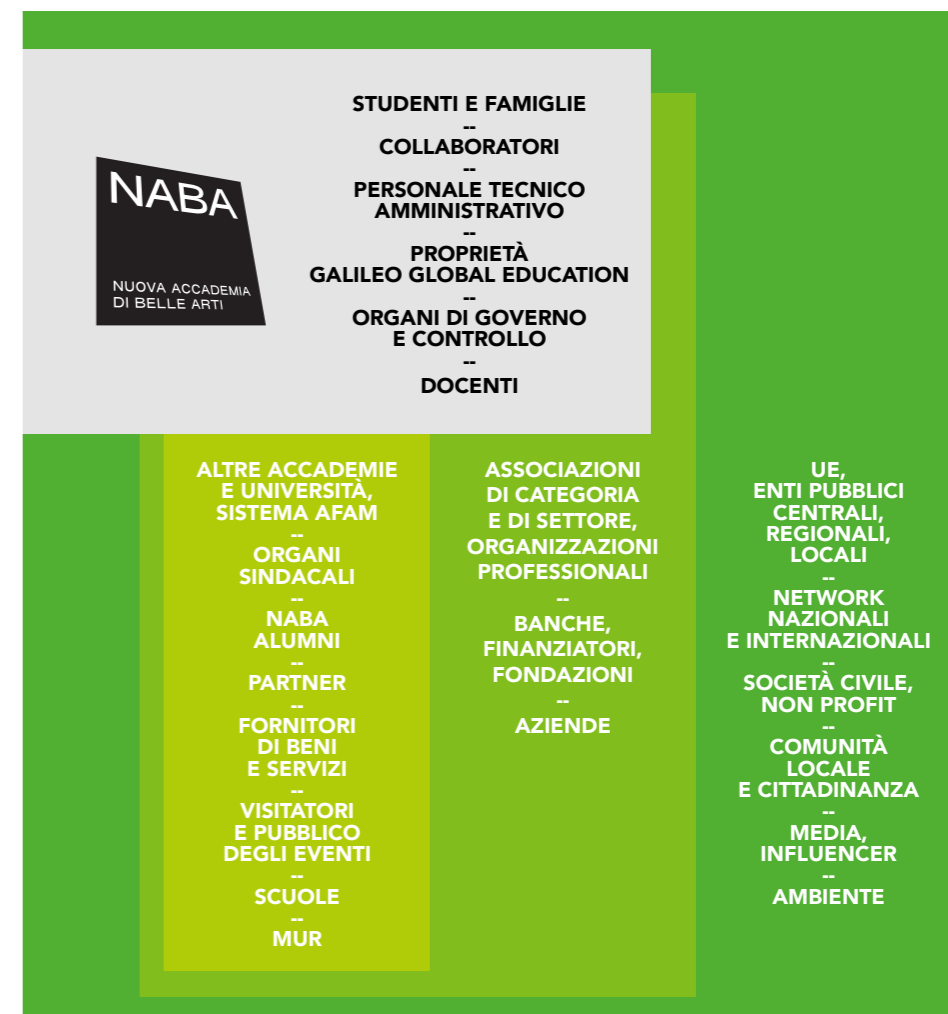 NABA
NUOVA ACCADEMIA
DI BELLE ARTI
STUDENTI E FAMIGLIE
--
COLLABORATORI
--
PERSONALE TECNICO
AMMINISTRATIVO
--
PROPRIETÀ
GALILEO GLOBAL EDUCATION
--
ORGANI DI GOVERNO
E CONTROLLO
--
DOCENTI
ALTRE ACCADEMIE
E UNIVERSITÀ,
SISTEMA AFAM
--
ORGANI
SINDACALI
--
NABA
ALUMNI
--
PARTNER
--
FORNITORI
DI BENI
E SERVIZI
--
VISITATORI
E PUBBLICO
DEGLI EVENTI
--
SCUOLE
--
MUR
ASSOCIAZIONI
DI CATEGORIA
E DI SETTORE,
ORGANIZZAZIONI
PROFESSIONALI
--
BANCHE,
FINANZIATORI,
FONDAZIONI
--
AZIENDE
UE,
ENTI PUBBLICI
CENTRALI,
REGIONALI,
LOCALI
--
NETWORK
NAZIONALI
E INTERNAZIONALI
--
SOCIETÀ CIVILE,
NON PROFIT
--
COMUNITÀ
LOCALE
E CITTADINANZA
--
MEDIA,
INFLUENCER
--
AMBIENTE